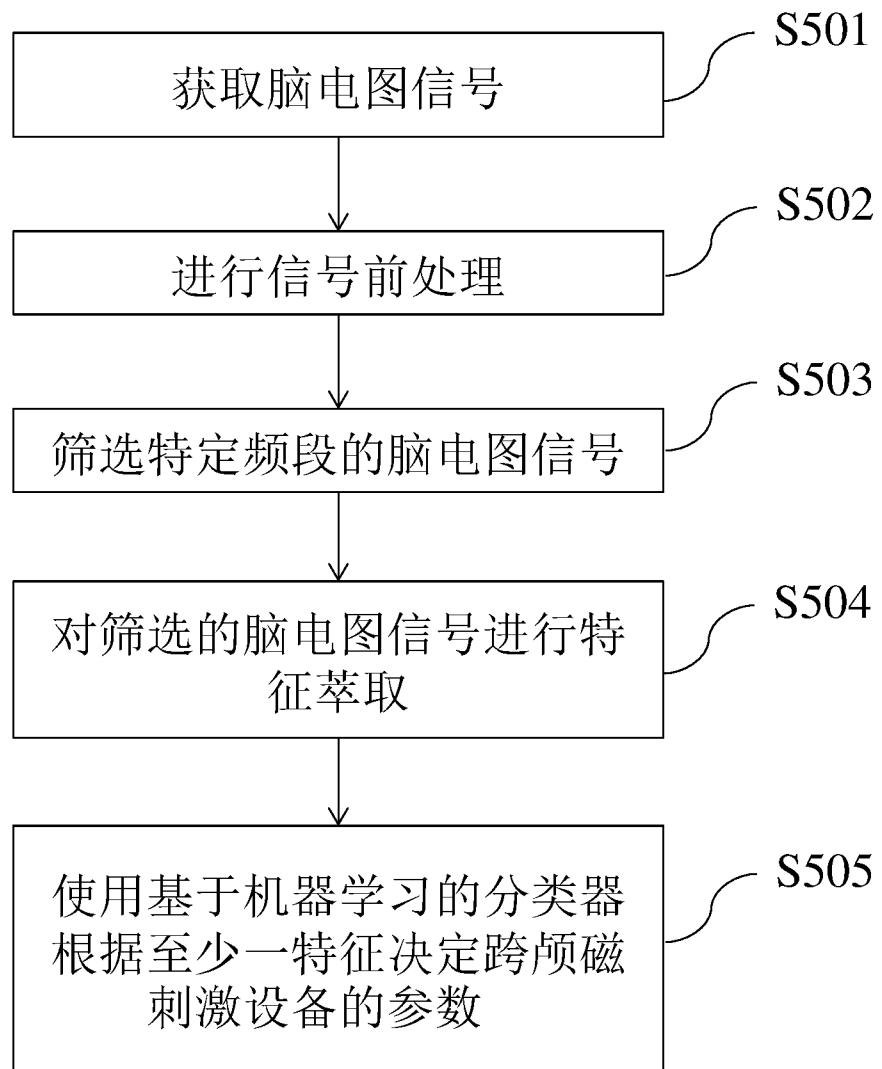 S501
获取脑电图信号
S502
进行信号前处理
S503
筛选特定频段的脑电图信号
S504
对筛选的脑电图信号进行特
征萃取
S505
使用基于机器学习的分类器
根据至少一特征决定跨颅磁
刺激设备的参数